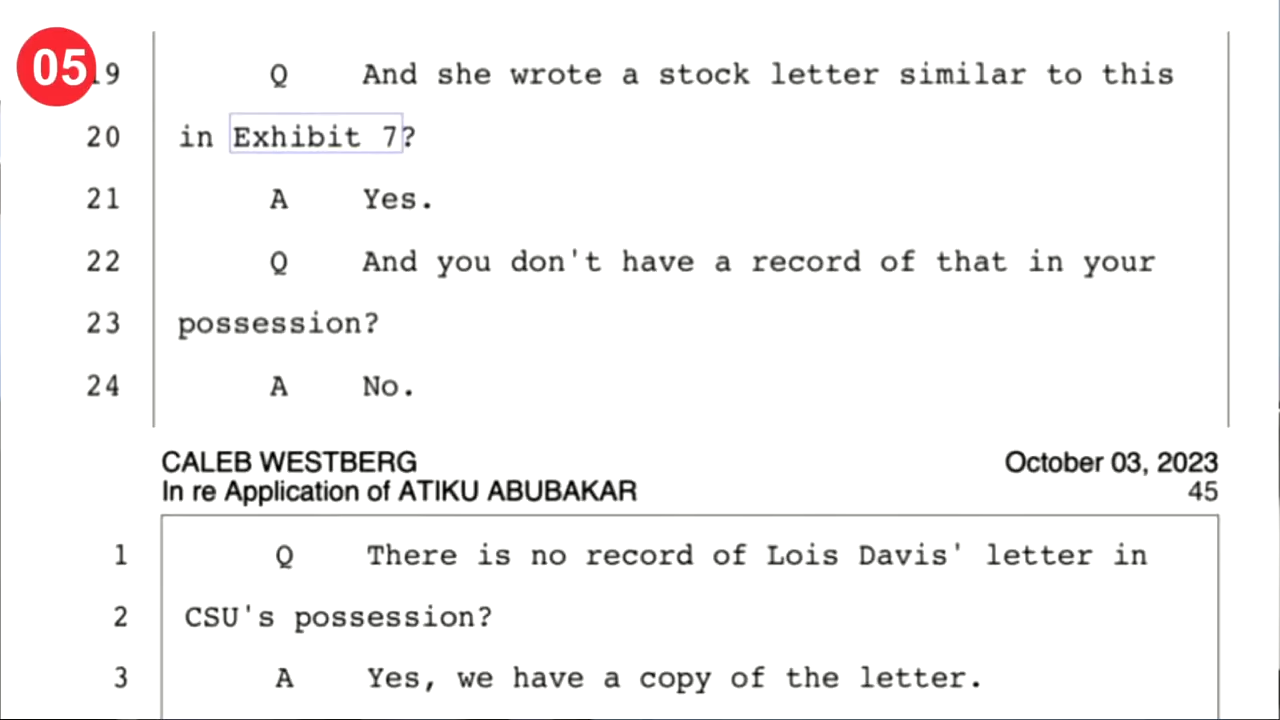 05
19 Q And she wrote a stock letter similar to this
20 in Exhibit 7?
21 A Yes.
22 Q And you don't have a record of that in your
23 possession?
24 A No.
CALEB WESTBERG October 03, 2023
In re Application of ATIKU ABUBAKAR 45
1 Q There is no record of Lois Davis' letter in
2 CSU's possession?
3 A Yes, we have a copy of the letter.